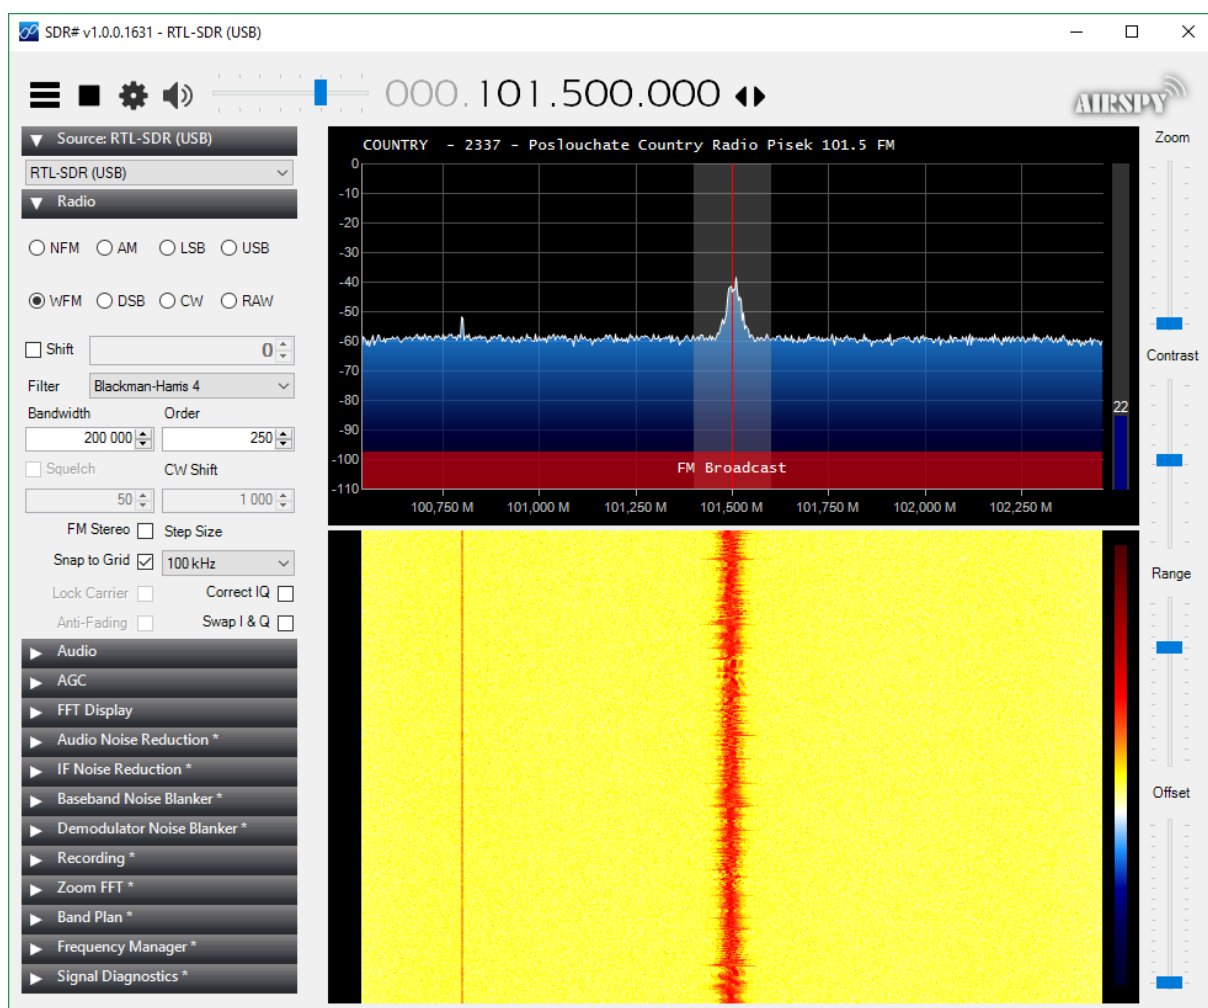 SDR# v1.0.0.1631 - RTL-SDR (USB)
000.101.500.000
AIRSPY
Source: RTL-SDR (USB)
RTL-SDR (USB)
Radio
NFM AM LSB USB
WFM DSB CW RAW
Shift 0
Filter Blackman-Harris 4
Bandwidth Order
200 000 250
Squelch CW Shift
50 1 000
FM Stereo Step Size
Snap to Grid 100 kHz
Lock Carrier Correct IQ
Anti-Fading Swap I & Q
Audio
AGC
FFT Display
Audio Noise Reduction *
IF Noise Reduction *
Baseband Noise Blanker *
Demodulator Noise Blanker *
Recording *
Zoom FFT *
Band Plan *
Frequency Manager *
Signal Diagnostics *
COUNTRY - 2337 - Poslouchate Country Radio Pisek 101.5 FM
0
-10
-20
-30
-40
-50
-60
-70
-80
-90
-100
-110
FM Broadcast
100,750 M 101,000 M 101,250 M 101,500 M 101,750 M 102,000 M 102,250 M
22
Zoom
Contrast
Range
Offset